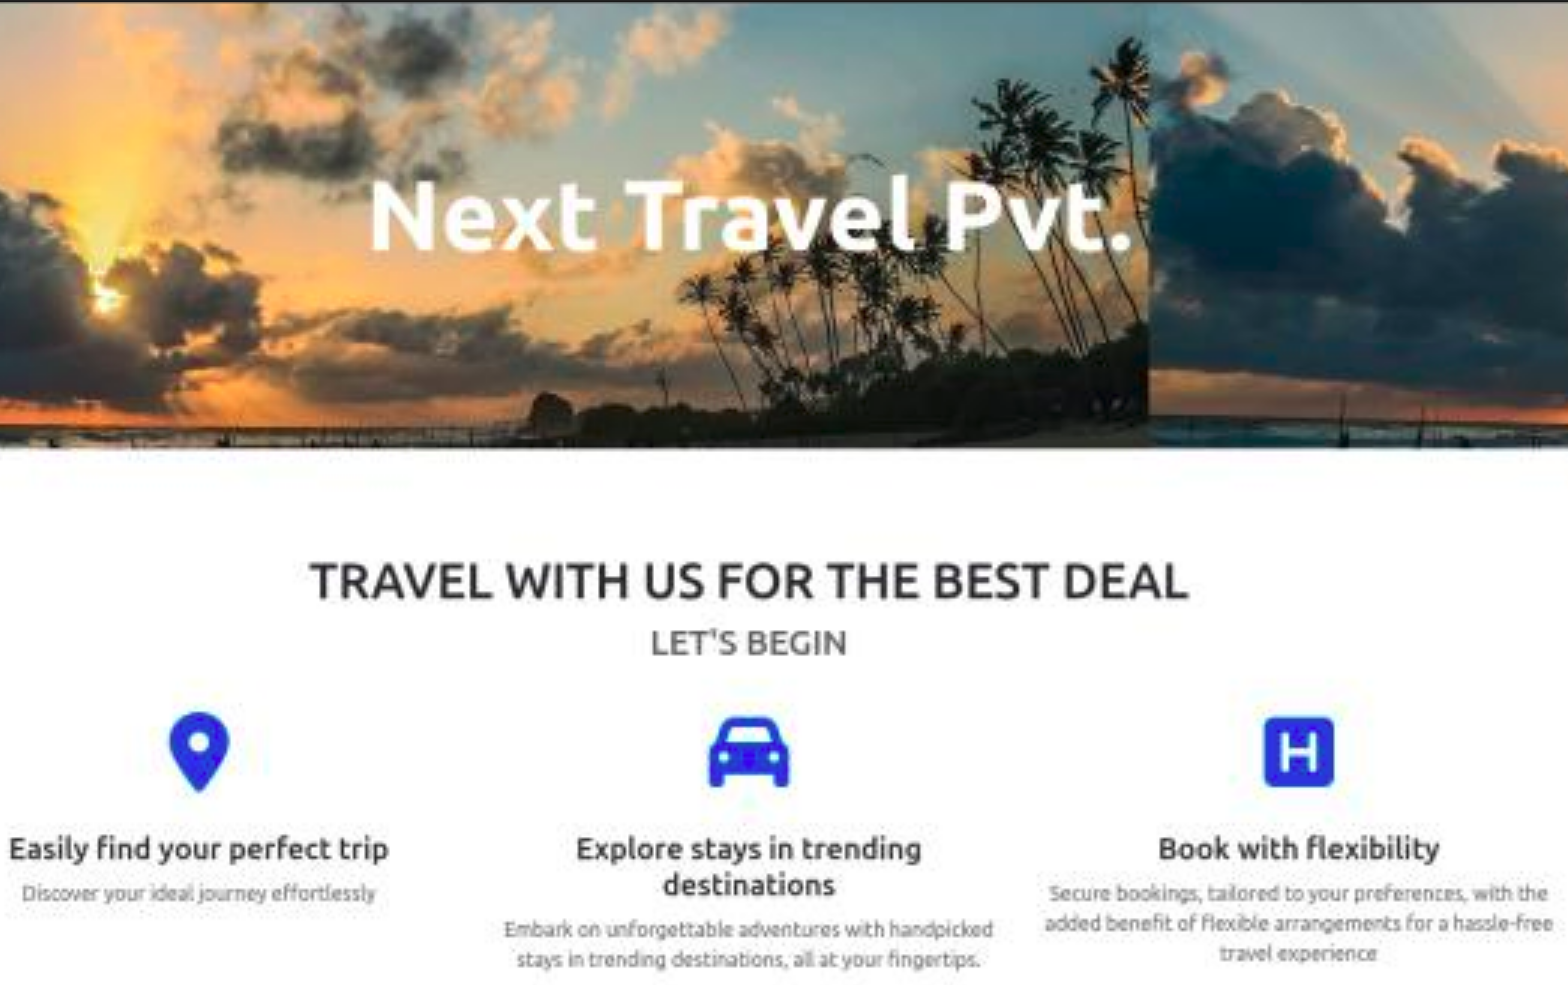 Next Travel Pvt.
TRAVEL WITH US FOR THE BEST DEAL
LET'S BEGIN
Easily find your perfect trip
Discover your ideal journey effortlessly
Explore stays in trending
destinations
Embark on unforgettable adventures with handpicked
stays in trending destinations, all at your fingertips.
H
Book with flexibility
Secure bookings, tailored to your preferences, with the
added benefit of flexible arrangements for a hassle-free
travel experience